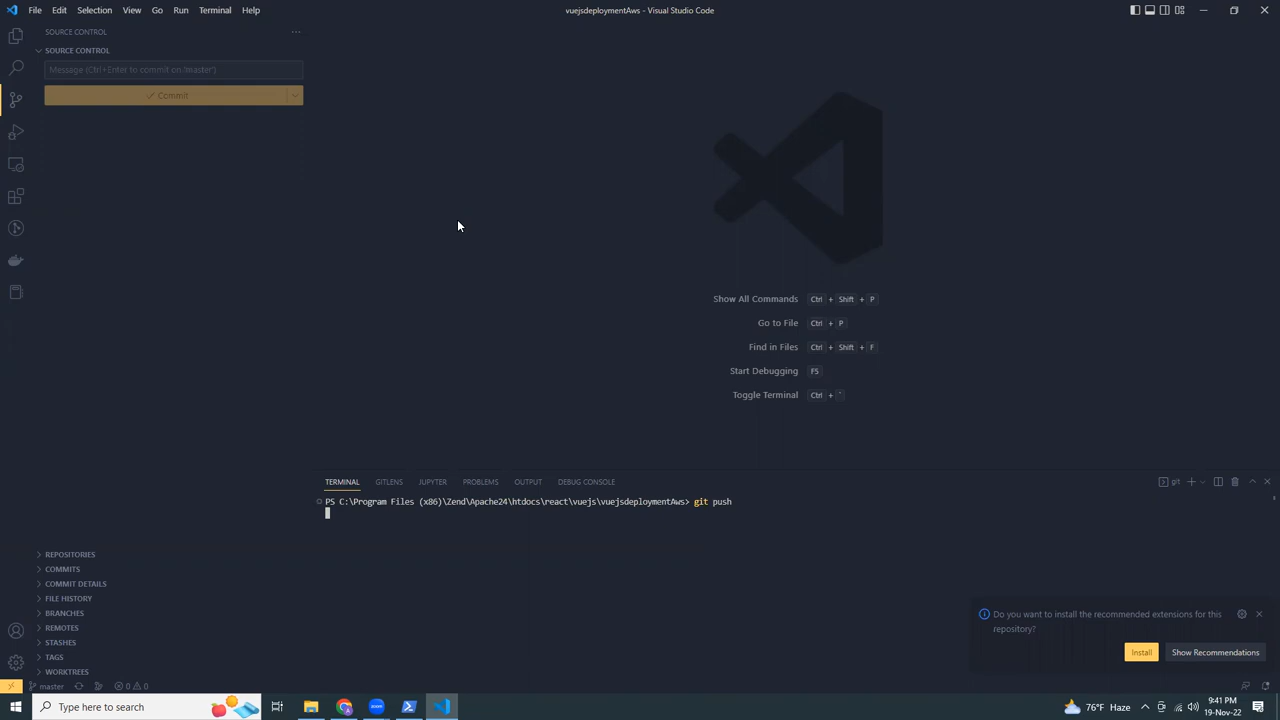 File Edit Selection View Go Run Terminal Help
vuejsdeploymentAws - Visual Studio Code
SOURCE CONTROL
SOURCE CONTROL
Message (Ctrl+Enter to commit on 'master')
Commit
Show All Commands Ctrl + Shift + P
Go to File Ctrl + P
Find in Files Ctrl + Shift + F
Start Debugging F5
Toggle Terminal Ctrl + `
TERMINAL GITLENS JUPYTER PROBLEMS OUTPUT DEBUG CONSOLE
git
PS C:\Program Files (x86)\Zend\Apache24\htdocs\react\vuejs\vuejsdeploymentAws> git push
REPOSITORIES
COMMITS
COMMIT DETAILS
FILE HISTORY
BRANCHES
REMOTES
STASHES
TAGS
WORKTREES
Do you want to install the recommended extensions for this
repository?
Install Show Recommendations
master 0 0
Type here to search
zoom
76°F Haze
9:41 PM
19-Nov-22